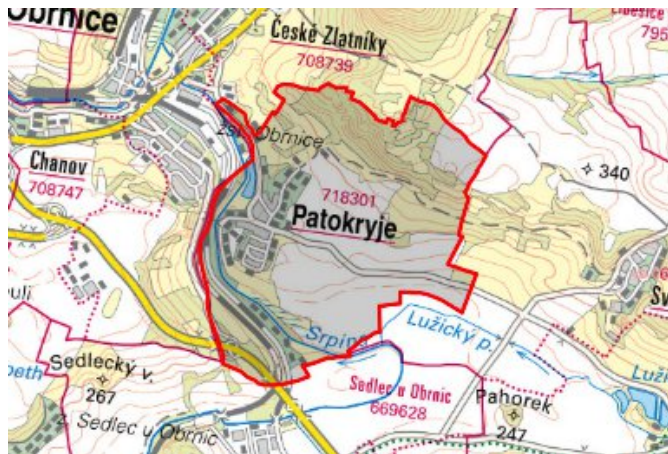 Obrnice
České Zlatníky
708739
795
žst. Obrnice
Chanov
708747
340
718301
Patokryje
Srpina
Lužický p.
Sedlecký v.
267
Sedlec u Obrnic
669628
Pahorek
247
z. Sedlec u Obrnic